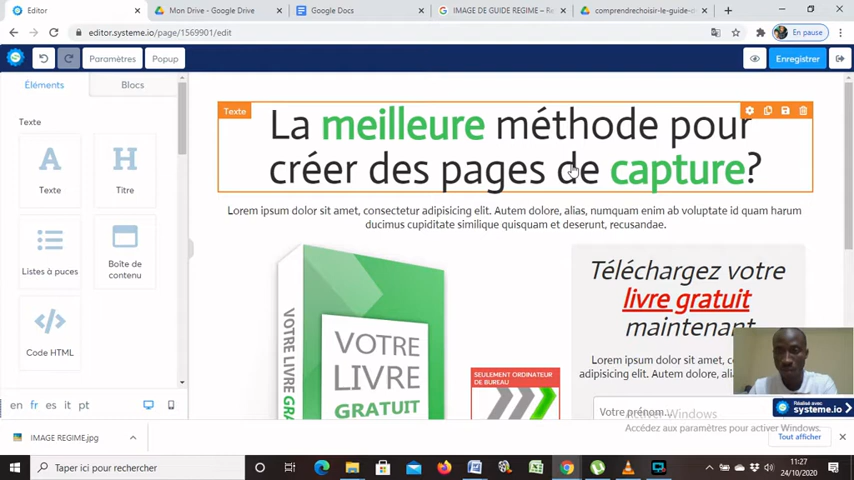 Editor
Mon Drive - Google Drive
Google Docs
IMAGE DE GUIDE REGIME – Re
comprendrechoisir-le-guide-d
editor.systeme.io/page/1569901/edit
En pause
Paramètres
Popup
Enregistrer
Éléments
Blocs
Texte
Texte
Titre
Listes à puces
Boîte de
contenu
Code HTML
en fr es it pt
Texte
La meilleure méthode pour
créer des pages de capture?
Lorem ipsum dolor sit amet, consectetur adipisicing elit. Autem dolore, alias, numquam enim ab voluptate id quam harum
ducimus cupiditate similique quisquam et deserunt, recusandae.
VOTRE LIVRE GRA
VOTRE
LIVRE
GRATUIT
SEULEMENT ORDINATEUR
DE BUREAU
Téléchargez votre
livre gratuit
maintenant
Lorem ipsum dolor sit amet, co
adipisicing elit. Autem dolore,
Votre prénom...
Réalisé avec
systeme.io
Activer Windows
Accédez aux paramètres pour activer Windows.
IMAGE REGIME.jpg
Tout afficher
Taper ici pour rechercher
11:27
24/10/2020